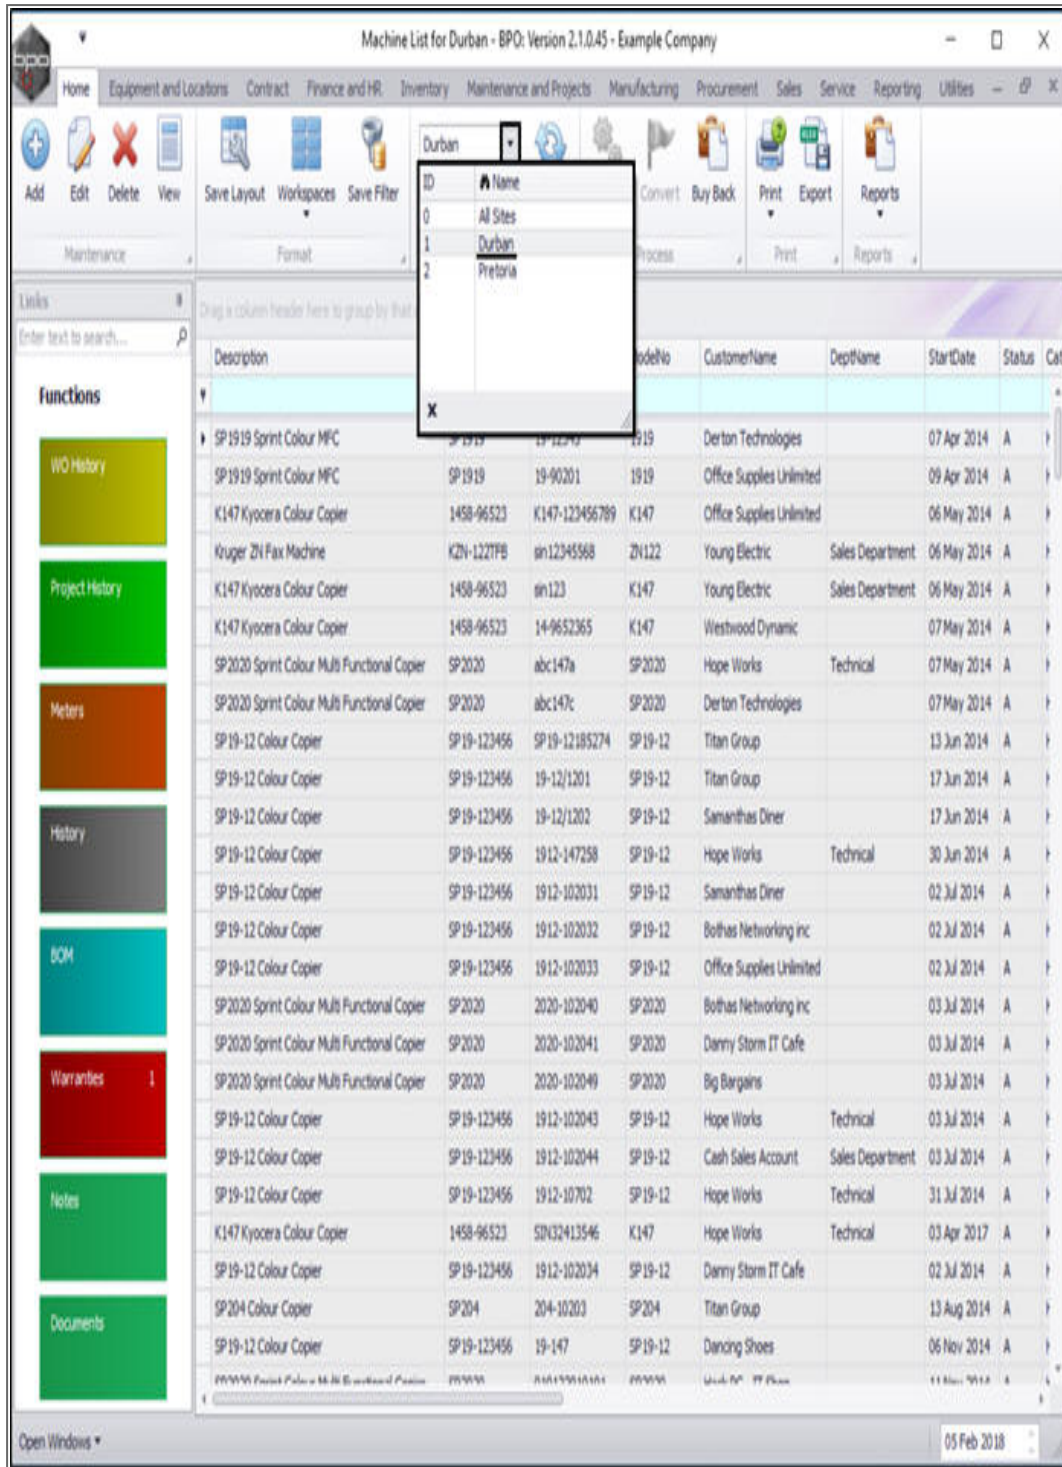 Machine List for Durban - BPO: Version 2.1.0.45 - Example Company
bpo
Home Equipment and Locations Contract Finance and HR Inventory Maintenance and Projects Manufacturing Procurement Sales Service Reporting Utilities
Durban
Add Edit Delete View Save Layout Workspaces Save Filter Convert Buy Back Print Export Reports
Maintenance Format Process Print Reports
ID Name
0 All Sites
1 Durban
2 Pretoria
Links
Enter text to search...
Drag a column header here to group by that
Description ModelNo CustomerName DeptName StartDate Status Cat
Functions
WO History
Project History
Meters
History
BOM
Warranties 1
Notes
Documents
SP1919 Sprint Colour MFC SP1919 19-12345 1919 Derton Technologies 07 Apr 2014 A
SP1919 Sprint Colour MFC SP1919 19-90201 1919 Office Supplies Unlimited 09 Apr 2014 A
K147 Kyocera Colour Copier 1458-96523 K147-123456789 K147 Office Supplies Unlimited 06 May 2014 A
Kruger ZN Fax Machine KZN-122TFB sin12345568 ZN122 Young Electric Sales Department 06 May 2014 A
K147 Kyocera Colour Copier 1458-96523 sin123 K147 Young Electric Sales Department 06 May 2014 A
K147 Kyocera Colour Copier 1458-96523 14-9652365 K147 Westwood Dynamic 07 May 2014 A
SP2020 Sprint Colour Multi Functional Copier SP2020 abc147a SP2020 Hope Works Technical 07 May 2014 A
SP2020 Sprint Colour Multi Functional Copier SP2020 abc147c SP2020 Derton Technologies 07 May 2014 A
SP19-12 Colour Copier SP19-123456 SP19-12185274 SP19-12 Titan Group 13 Jun 2014 A
SP19-12 Colour Copier SP19-123456 19-12/1201 SP19-12 Titan Group 17 Jun 2014 A
SP19-12 Colour Copier SP19-123456 19-12/1202 SP19-12 Samanthas Diner 17 Jun 2014 A
SP19-12 Colour Copier SP19-123456 1912-147258 SP19-12 Hope Works Technical 30 Jun 2014 A
SP19-12 Colour Copier SP19-123456 1912-102031 SP19-12 Samanthas Diner 02 Jul 2014 A
SP19-12 Colour Copier SP19-123456 1912-102032 SP19-12 Bothas Networking inc 02 Jul 2014 A
SP19-12 Colour Copier SP19-123456 1912-102033 SP19-12 Office Supplies Unlimited 02 Jul 2014 A
SP2020 Sprint Colour Multi Functional Copier SP2020 2020-102040 SP2020 Bothas Networking inc 03 Jul 2014 A
SP2020 Sprint Colour Multi Functional Copier SP2020 2020-102041 SP2020 Danny Storm IT Cafe 03 Jul 2014 A
SP2020 Sprint Colour Multi Functional Copier SP2020 2020-102049 SP2020 Big Bargains 03 Jul 2014 A
SP19-12 Colour Copier SP19-123456 1912-102043 SP19-12 Hope Works Technical 03 Jul 2014 A
SP19-12 Colour Copier SP19-123456 1912-102044 SP19-12 Cash Sales Account Sales Department 03 Jul 2014 A
SP19-12 Colour Copier SP19-123456 1912-10702 SP19-12 Hope Works Technical 31 Jul 2014 A
K147 Kyocera Colour Copier 1458-96523 SIN32413546 K147 Hope Works Technical 03 Apr 2017 A
SP19-12 Colour Copier SP19-123456 1912-102034 SP19-12 Danny Storm IT Cafe 02 Jul 2014 A
SP204 Colour Copier SP204 204-10203 SP204 Titan Group 13 Aug 2014 A
SP19-12 Colour Copier SP19-123456 19-147 SP19-12 Dancing Shoes 06 Nov 2014 A
Open Windows 05 Feb 2018